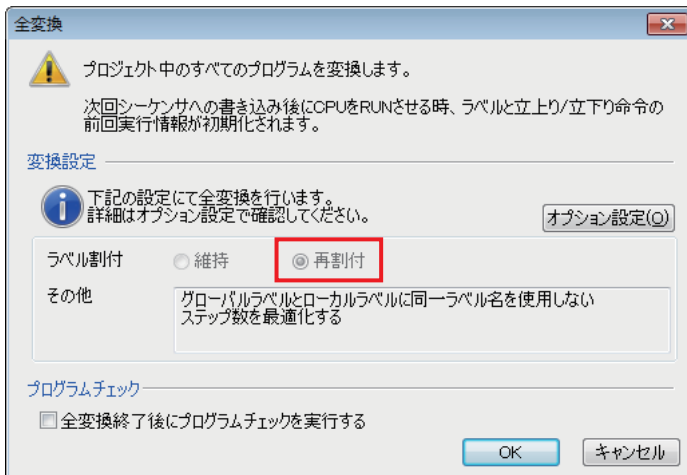 全変換
プロジェクト中のすべてのプログラムを変換します。
次回シーケンサへの書き込み後にCPUをRUNさせる時、ラベルと立上り/立下り命令の
前回実行情報が初期化されます。
変換設定
下記の設定にて全変換を行います。
詳細はオプション設定で確認してください。
オプション設定(O)
ラベル割付
維持
再割付
その他
グローバルラベルとローカルラベルに同一ラベル名を使用しない
ステップ数を最適化する
プログラムチェック
全変換終了後にプログラムチェックを実行する
OK
キャンセル